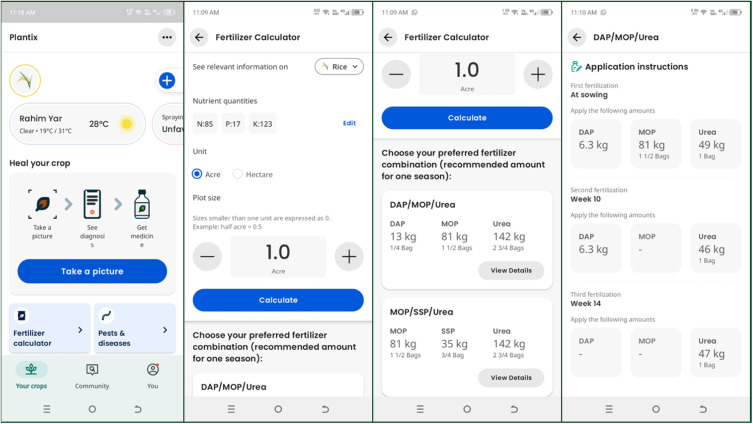 11:18 AM
Plantix
Rahim Yar
Clear • 19°C / 31°C
28°C
Sprayin
Unfav
Heal your crop
Take a
picture
See
diagnosi
s
Get
medicin
e
Take a picture
Fertilizer
calculator
Pests &
diseases
Your crops
Community
You
11:09 AM
Fertilizer Calculator
See relevant information on
Rice
Nutrient quantities
N:85
P:17
K:123
Edit
Unit
Acre
Hectare
Plot size
Sizes smaller than one unit are expressed as 0.
Example: half acre = 0.5
1.0
Acre
Calculate
Choose your preferred fertilizer
combination (recommended amount
for one season):
DAP/MOP/Urea
11:09 AM
Fertilizer Calculator
1.0
Acre
Calculate
Choose your preferred fertilizer
combination (recommended amount
for one season):
DAP/MOP/Urea
DAP
13 kg
1/4 Bag
MOP
81 kg
1 1/2 Bags
Urea
142 kg
2 3/4 Bags
View Details
MOP/SSP/Urea
MOP
81 kg
1 1/2 Bags
SSP
35 kg
3/4 Bag
Urea
142 kg
2 3/4 Bags
View Details
11:10 AM
DAP/MOP/Urea
Application instructions
First fertilization
At sowing
Apply the following amounts
DAP
6.3 kg
MOP
81 kg
1 1/2 Bags
Urea
49 kg
1 Bag
Second fertilization
Week 10
Apply the following amounts
DAP
6.3 kg
MOP
-
Urea
46 kg
1 Bag
Third fertilization
Week 14
Apply the following amounts
DAP
-
MOP
-
Urea
47 kg
1 Bag